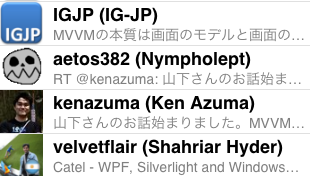 IGJP
IGJP (IG-JP)
MVVMの本質は画面のモデルと画面の…
aetos382 (Nympholept)
RT @kenazuma: 山下さんのお話始ま…
kenazuma (Ken Azuma)
山下さんのお話始まりました。MVVM…
velvetflair (Shahriar Hyder)
Catel - WPF, Silverlight and Windows…